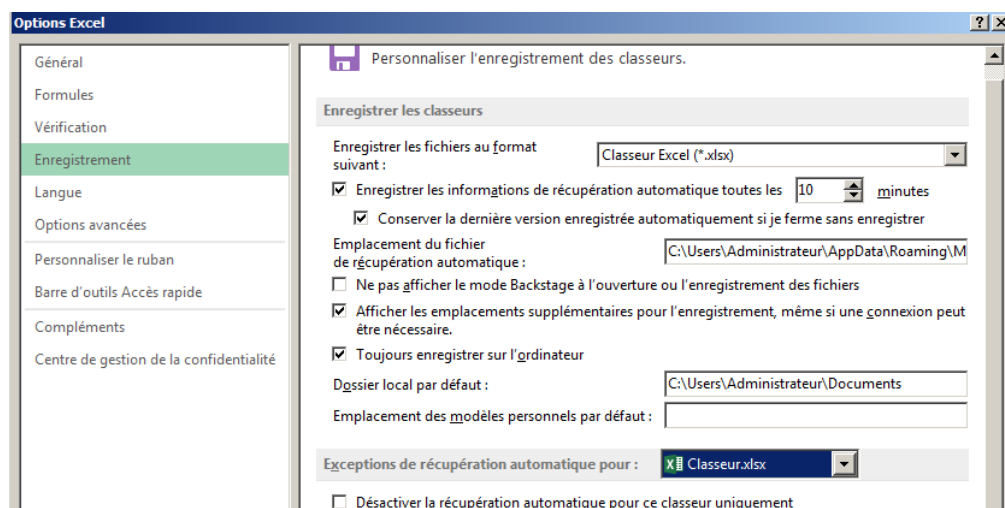 Options Excel
Général
Formules
Vérification
Enregistrement
Langue
Options avancées
Personnaliser le ruban
Barre d'outils Accès rapide
Compléments
Centre de gestion de la confidentialité
Personnaliser l'enregistrement des classeurs.
Enregistrer les classeurs
Enregistrer les fichiers au format
suivant :
Classeur Excel (*.xlsx)
Enregistrer les informations de récupération automatique toutes les 10 minutes
Conserver la dernière version enregistrée automatiquement si je ferme sans enregistrer
Emplacement du fichier
de récupération automatique :
C:\Users\Administrateur\AppData\Roaming\M
Ne pas afficher le mode Backstage à l'ouverture ou l'enregistrement des fichiers
Afficher les emplacements supplémentaires pour l'enregistrement, même si une connexion peut
être nécessaire.
Toujours enregistrer sur l'ordinateur
Dossier local par défaut : C:\Users\Administrateur\Documents
Emplacement des modèles personnels par défaut :
Exceptions de récupération automatique pour : Classeur.xlsx
Désactiver la récupération automatique pour ce classeur uniquement